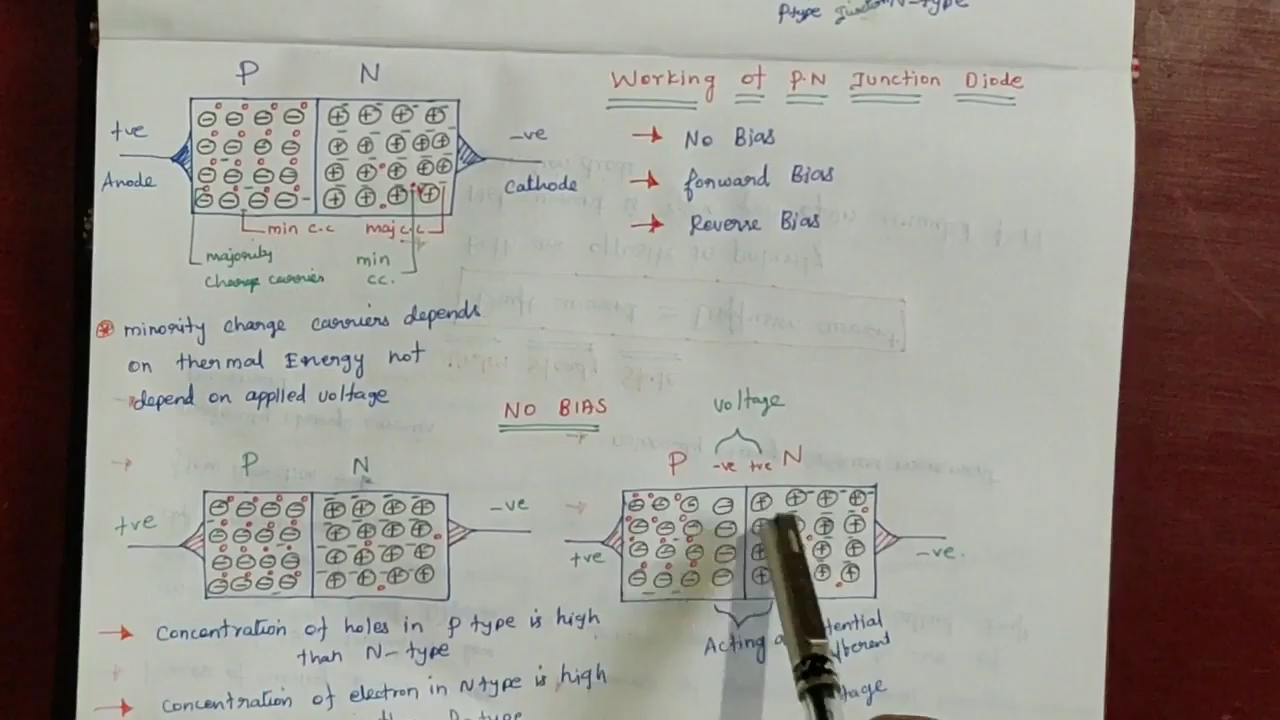 Ptype Junction N-type
P N
+ve
Anode
-ve
Cathode
min c.c maj c.c
majority
charge carriers
min
cc.
Working of P.N Junction Diode
→ No Bias
→ forward Bias
→ Reverse Bias
minority charge carriers depends
on thermal Energy not
depend on applied voltage
NO BIAS
voltage
P N
+ve
-ve
P -ve +ve N
+ve
-ve.
→ Concentration of holes in p type is high
than N-type
→ Concentration of electron in N type is high
Acting